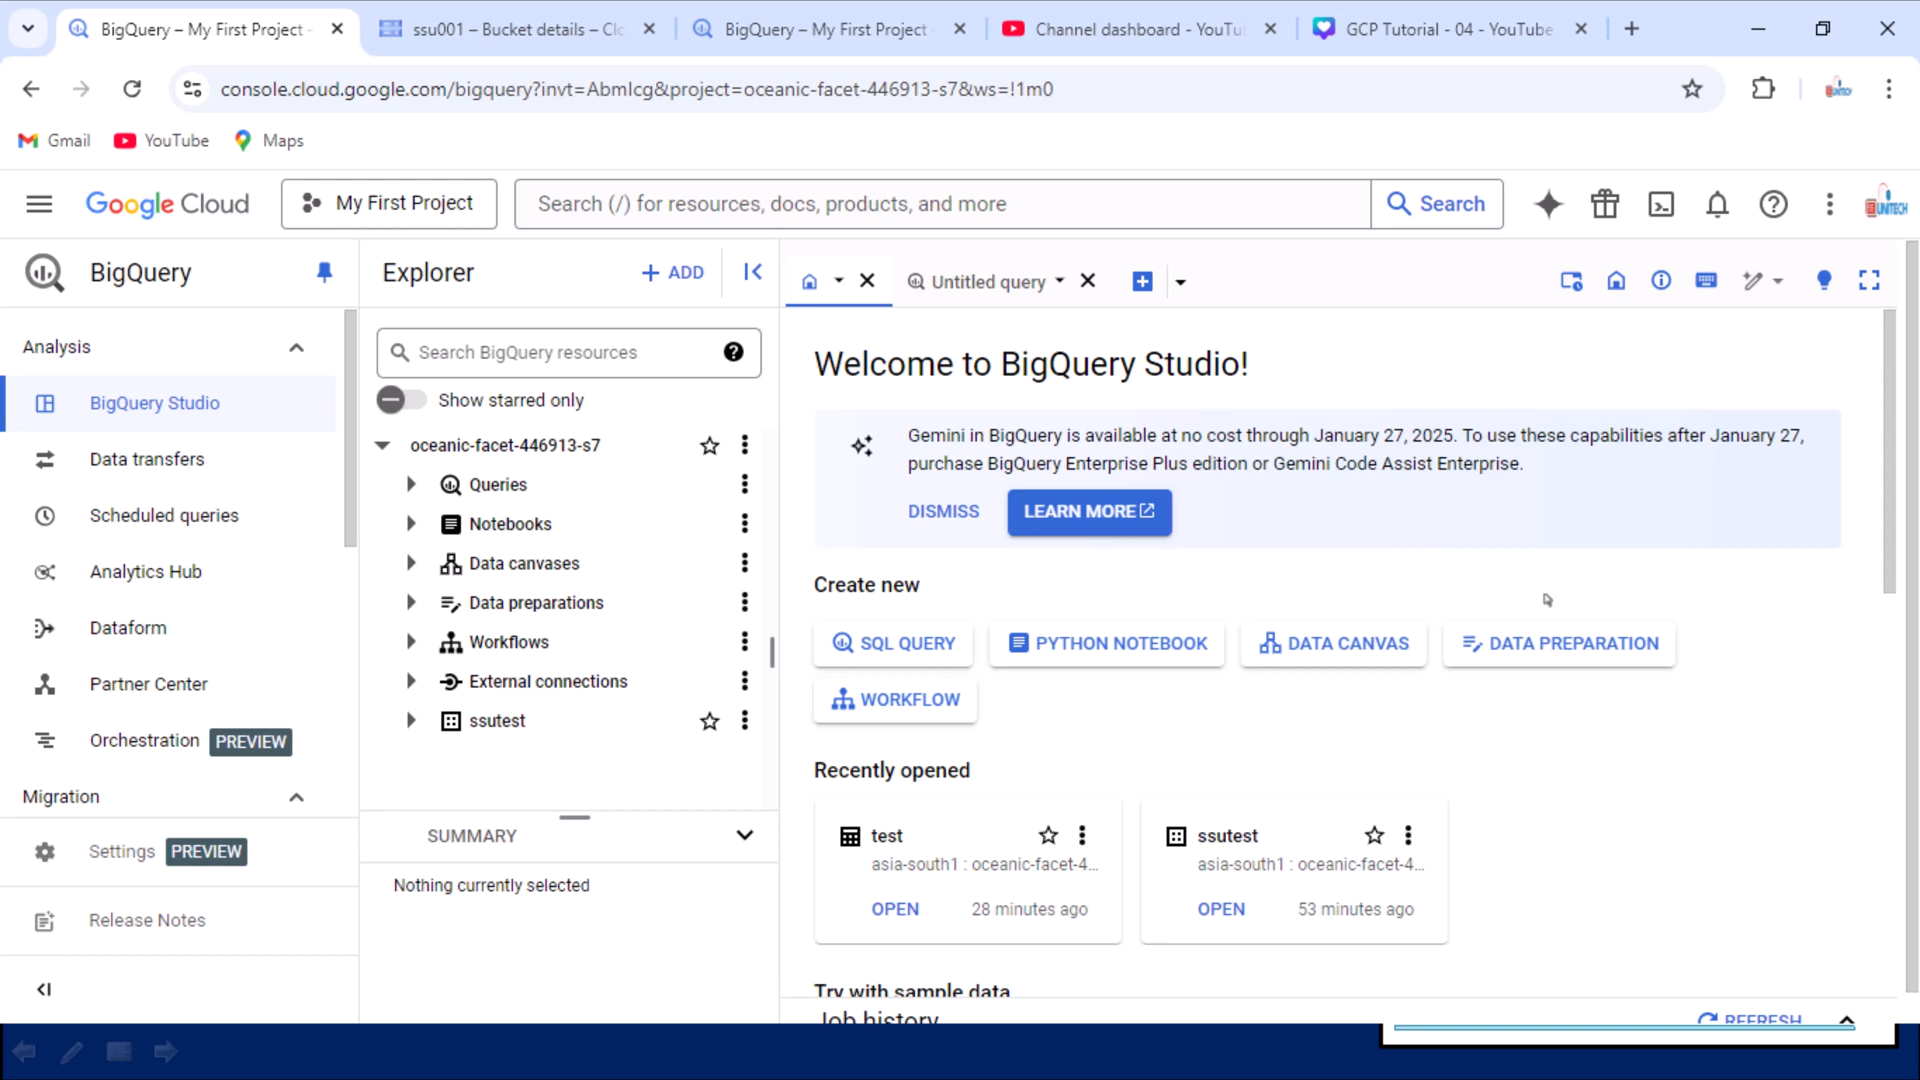 BigQuery – My First Project -
ssu001 – Bucket details – Clo
BigQuery – My First Project
Channel dashboard - YouTu
GCP Tutorial - 04 - YouTube
console.cloud.google.com/bigquery?invt=Abmlcg&project=oceanic-facet-446913-s7&ws=!1m0
Gmail
YouTube
Maps
Google Cloud
My First Project
Search (/) for resources, docs, products, and more
Search
UNITECH
BigQuery
Explorer
+ ADD
Untitled query
Analysis
BigQuery Studio
Data transfers
Scheduled queries
Analytics Hub
Dataform
Partner Center
Orchestration PREVIEW
Migration
Settings PREVIEW
Release Notes
Search BigQuery resources
Show starred only
oceanic-facet-446913-s7
Queries
Notebooks
Data canvases
Data preparations
Workflows
External connections
ssutest
SUMMARY
Nothing currently selected
Welcome to BigQuery Studio!
Gemini in BigQuery is available at no cost through January 27, 2025. To use these capabilities after January 27,
purchase BigQuery Enterprise Plus edition or Gemini Code Assist Enterprise.
DISMISS
LEARN MORE
Create new
SQL QUERY
PYTHON NOTEBOOK
DATA CANVAS
DATA PREPARATION
WORKFLOW
Recently opened
test
asia-south1 : oceanic-facet-4...
OPEN
28 minutes ago
ssutest
asia-south1 : oceanic-facet-4...
OPEN
53 minutes ago
Try with sample data
Job history
REFRESH